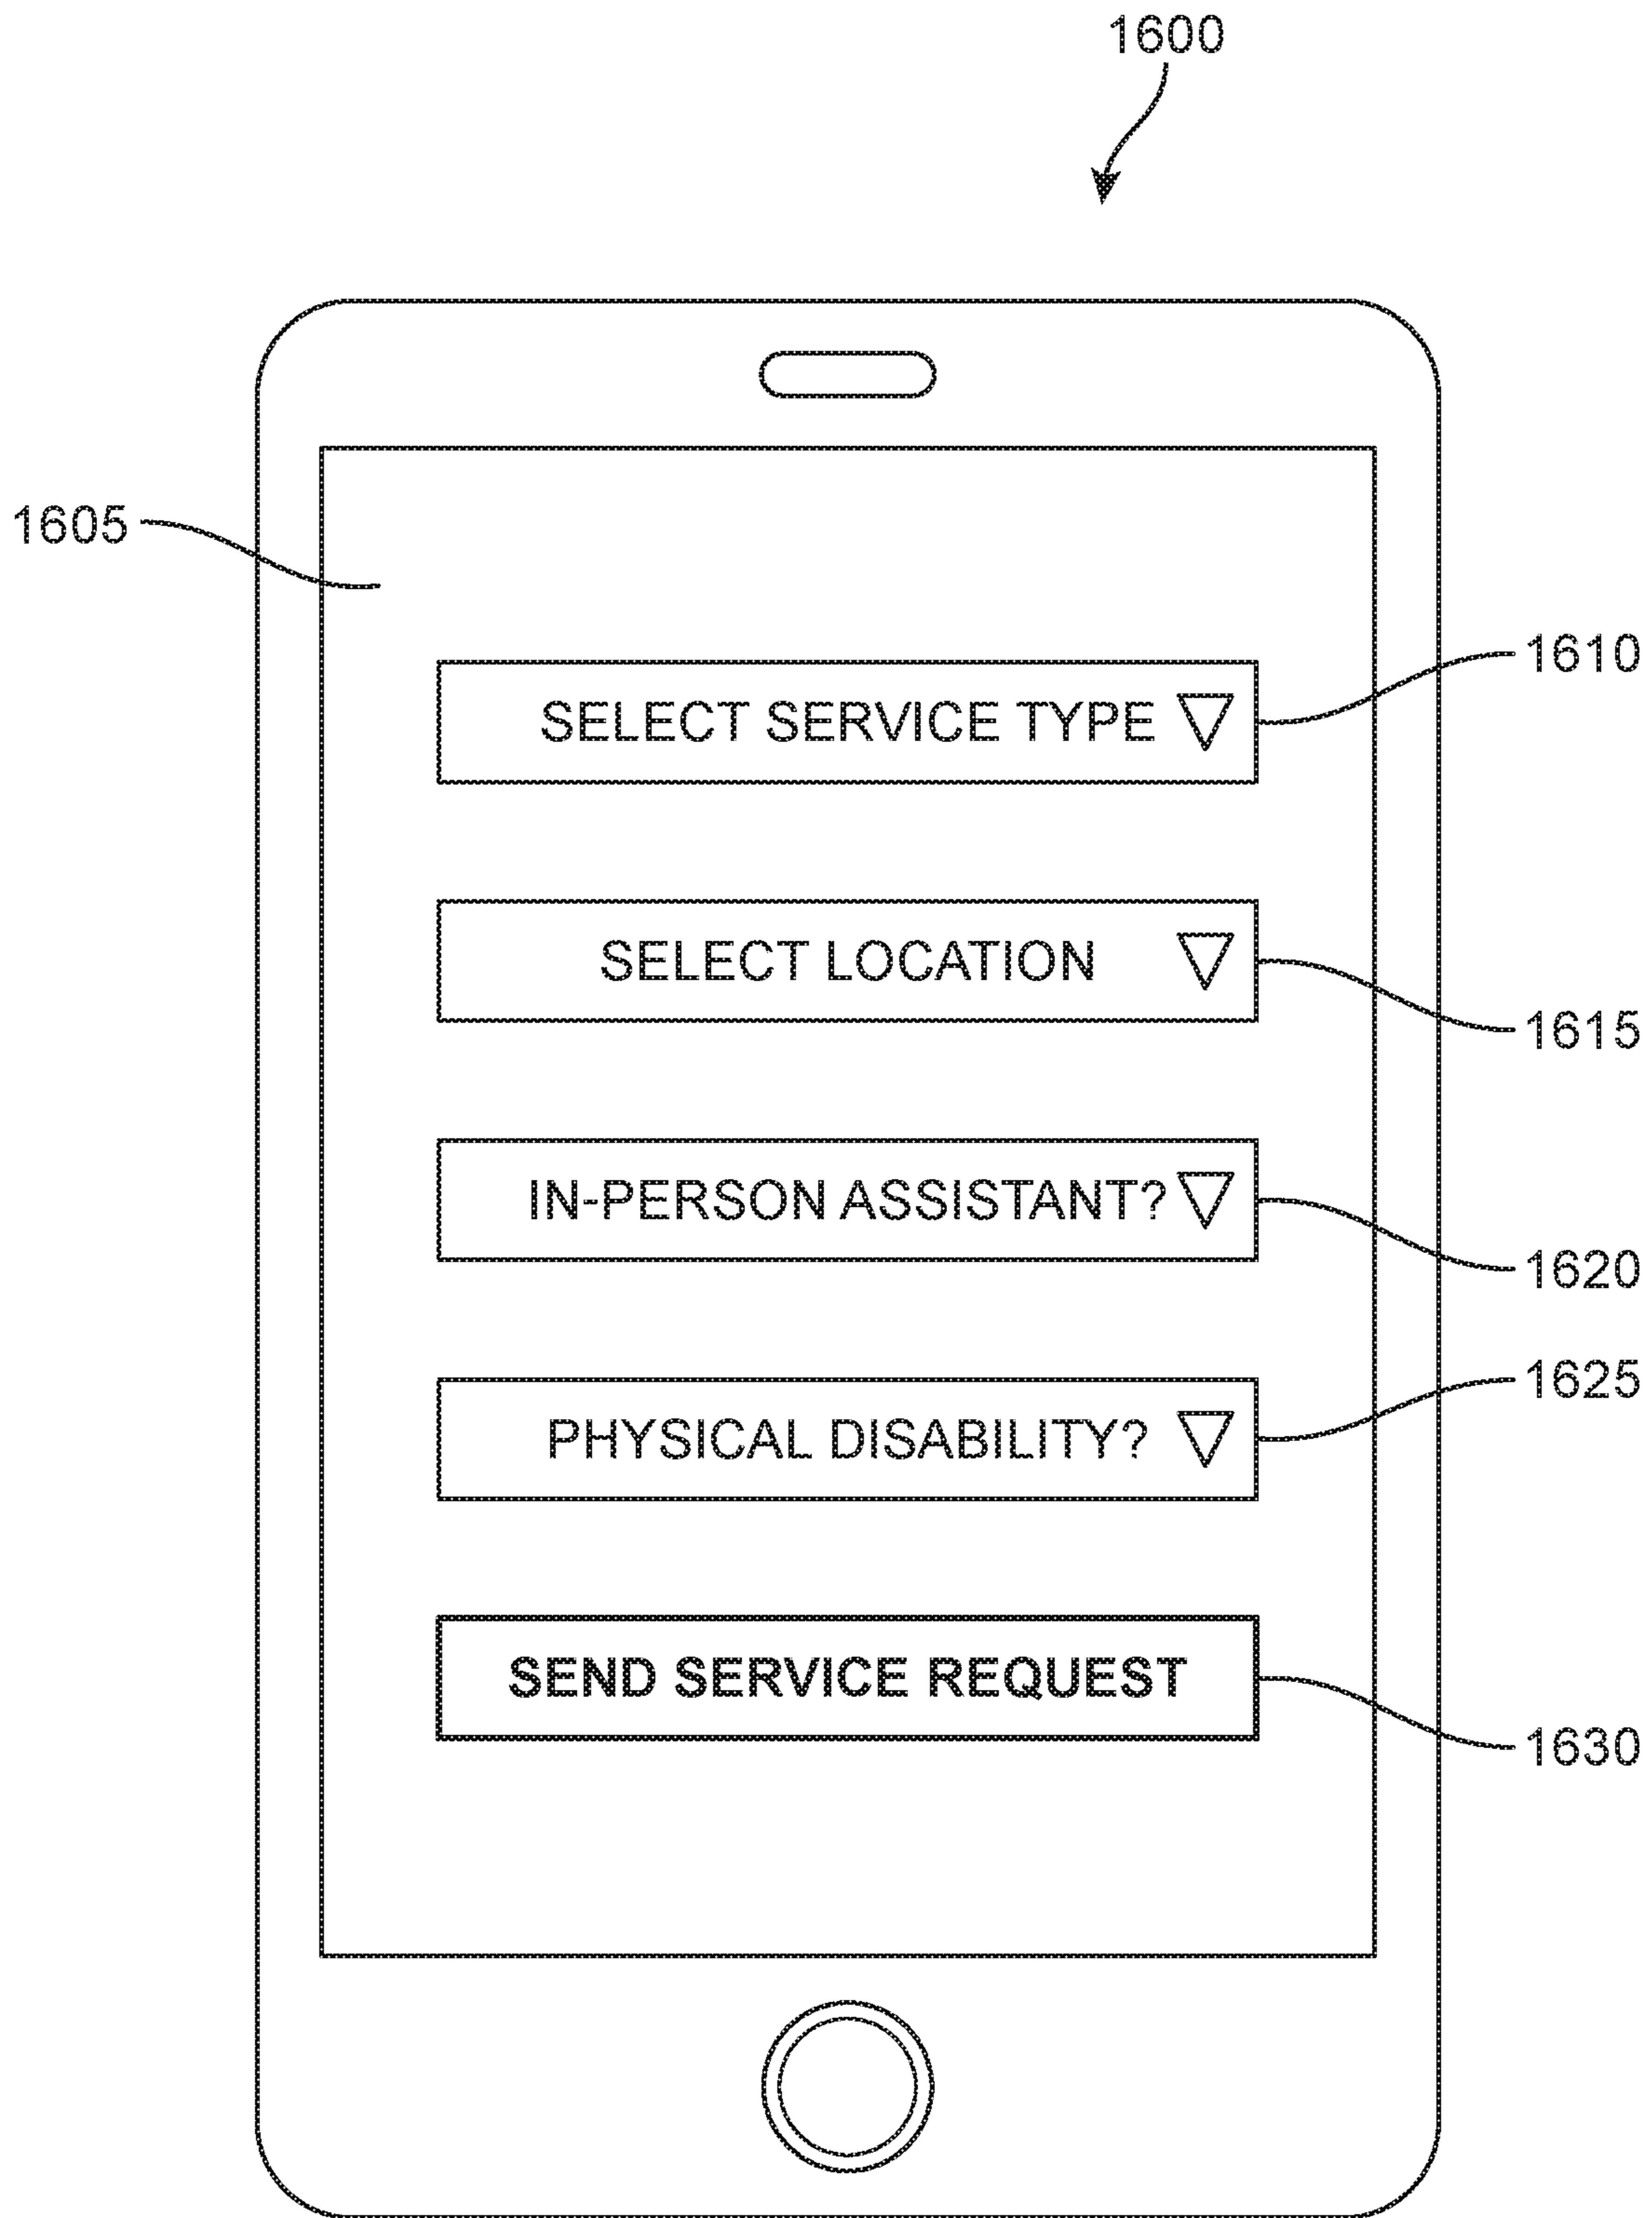 1600
1605
SELECT SERVICE TYPE
1610
SELECT LOCATION
1615
IN-PERSON ASSISTANT?
1620
1625
PHYSICAL DISABILITY?
SEND SERVICE REQUEST
1630